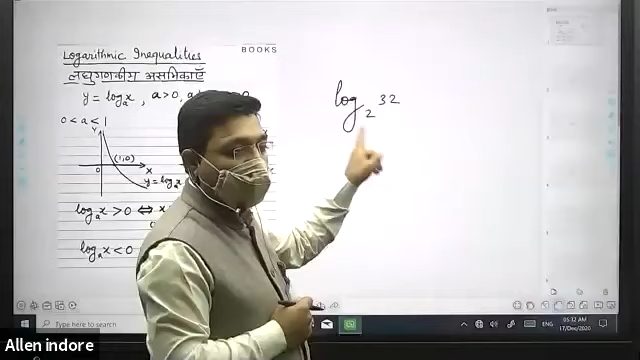 BOOKS
Logarithmic Inequalities
लघुगणकीय असमिकाएँ
y = logₐx , a>0, a
0 < a < 1
Y
(1,0)
O
X
y = logₐx
logₐx > 0 ⇔ x
logₐx < 0
log₂ 32
Type here to search
ENG
05:32 AM
17/Dec/2020
Allen indore